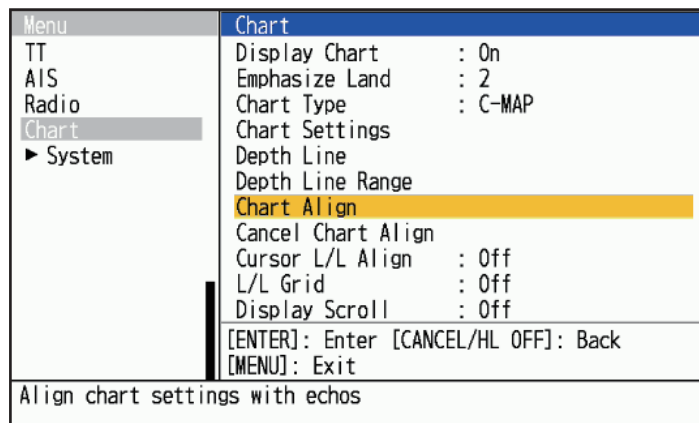 Menu
TT
AIS
Radio
Chart
► System
Chart
Display Chart : On
Emphasize Land : 2
Chart Type : C-MAP
Chart Settings
Depth Line
Depth Line Range
Chart Align
Cancel Chart Align
Cursor L/L Align : Off
L/L Grid : Off
Display Scroll : Off
[ENTER]: Enter [CANCEL/HL OFF]: Back
[MENU]: Exit
Align chart settings with echos